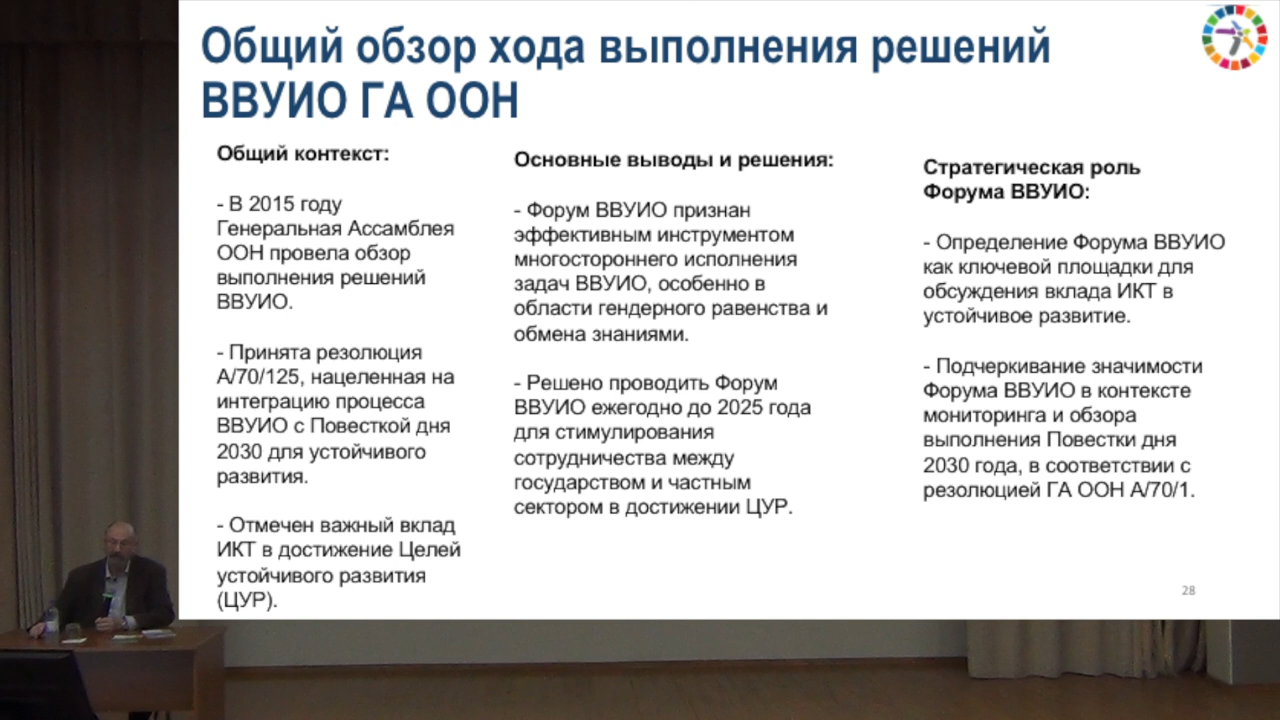 Общий обзор хода выполнения решений
ВВУИО ГА ООН
Общий контекст:
- В 2015 году
Генеральная Ассамблея
ООН провела обзор
выполнения решений
ВВУИО.
- Принята резолюция
A/70/125, нацеленная на
интеграцию процесса
ВВУИО с Повесткой дня
2030 для устойчивого
развития.
- Отмечен важный вклад
ИКТ в достижение Целей
устойчивого развития
(ЦУР).
Основные выводы и решения:
- Форум ВВУИО признан
эффективным инструментом
многостороннего исполнения
задач ВВУИО, особенно в
области гендерного равенства и
обмена знаниями.
- Решено проводить Форум
ВВУИО ежегодно до 2025 года
для стимулирования
сотрудничества между
государством и частным
сектором в достижении ЦУР.
Стратегическая роль
Форума ВВУИО:
- Определение Форума ВВУИО
как ключевой площадки для
обсуждения вклада ИКТ в
устойчивое развитие.
- Подчеркивание значимости
Форума ВВУИО в контексте
мониторинга и обзора
выполнения Повестки дня
2030 года, в соответствии с
резолюцией ГА ООН A/70/1.
28